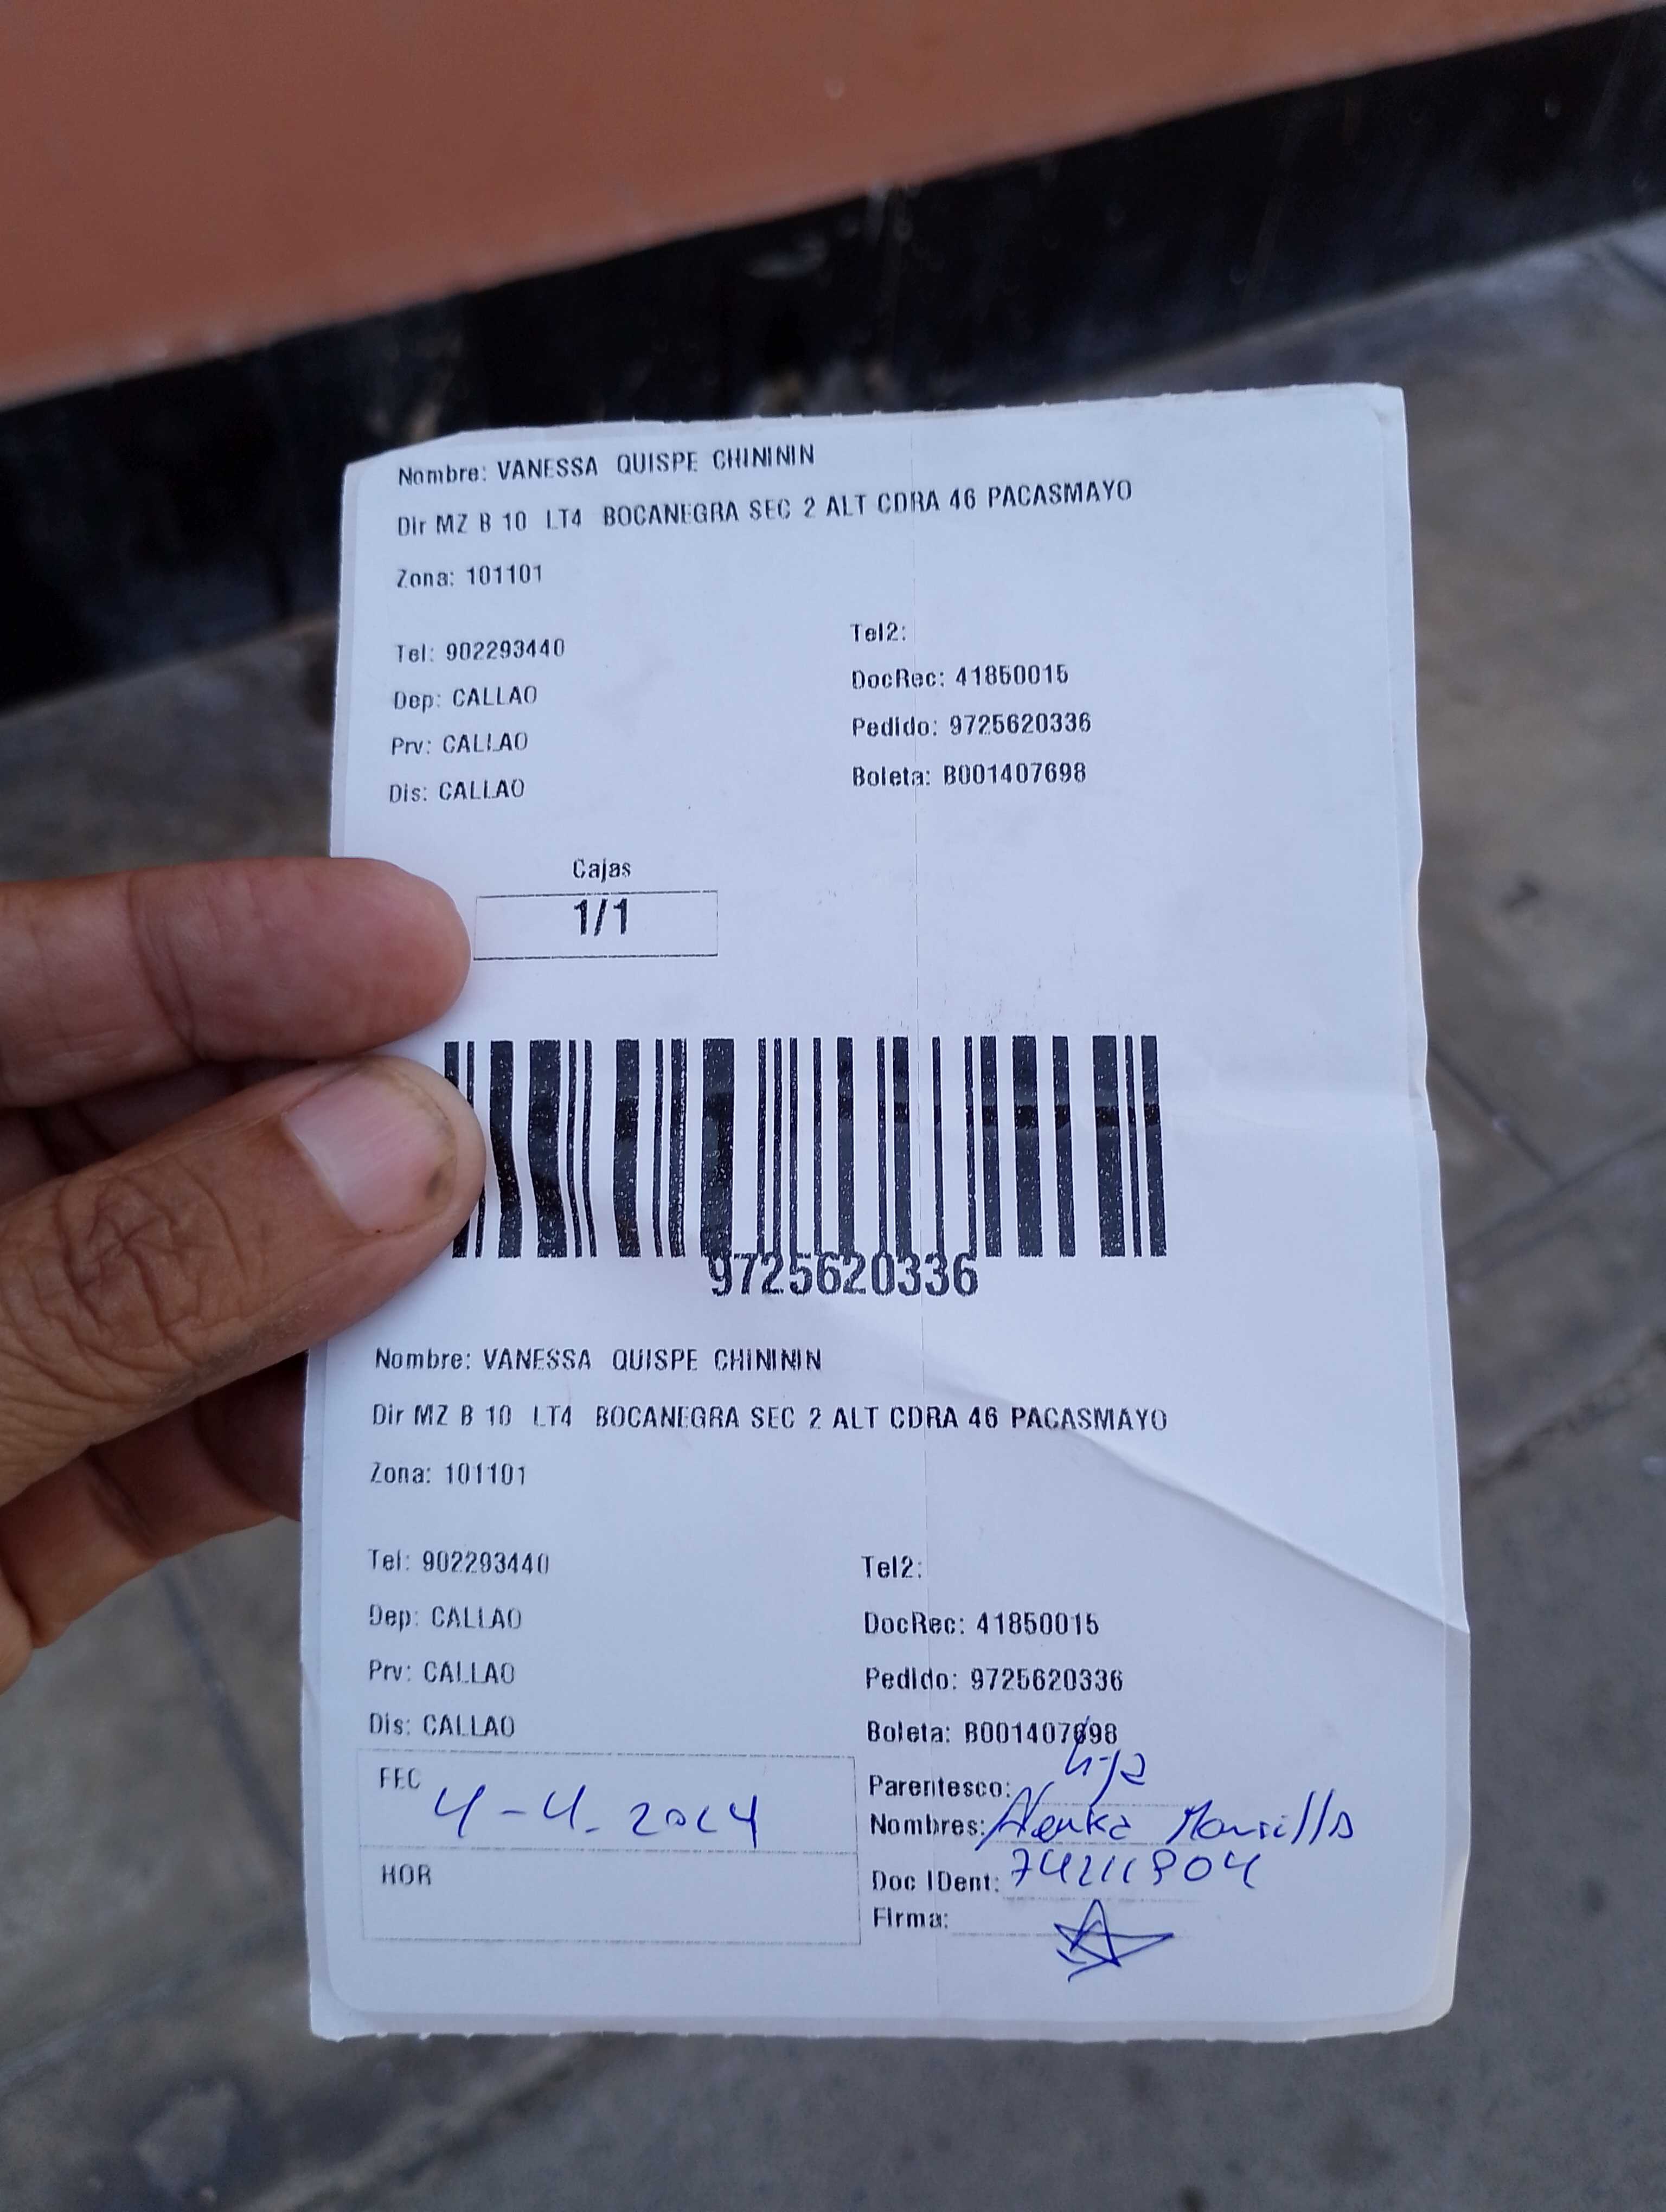 Nombre: VANESSA QUISPE CHINININ
Dir MZ B 10 LT4 BOCANEGRA SEC 2 ALT CDRA 46 PACASMAYO
Zona: 101101
Tel: 902293440
Tel2:
Dep: CALLAO
DocRec: 41850015
Prv: CALLAO
Pedido: 9725620336
Dis: CALLAO
Boleta: B001407698
Cajas
1/1
9725620336
Nombre: VANESSA QUISPE CHINININ
Dir MZ B 10 LT4 BOCANEGRA SEC 2 ALT CDRA 46 PACASMAYO
Zona: 101101
Tel: 902293440
Tel2:
Dep: CALLAO
DocRec: 41850015
Prv: CALLAO
Pedido: 9725620336
Dis: CALLAO
Boleta: B001407698
FEC 4-4-2024
Parentesco: hija
Nombres:
HOR
Doc IDent:
Firma: